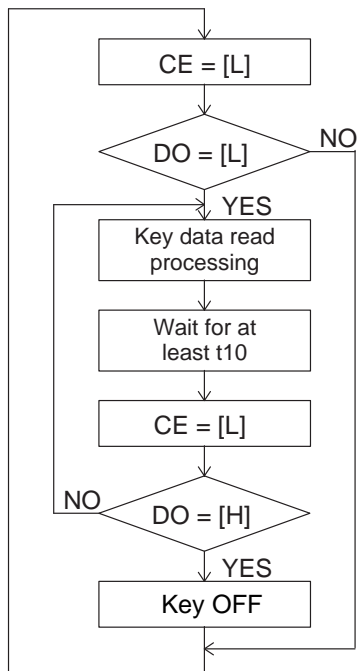 CE = [L]
DO = [L]
NO
YES
Key data read
processing
Wait for at
least t10
CE = [L]
NO
DO = [H]
YES
Key OFF